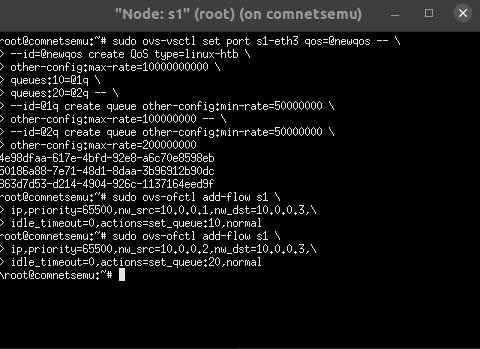 "Node: s1" (root) (on comnetsemu)
root@comnetsemu:~# sudo ovs-vsctl set port s1-eth3 qos=@newqos -- \
> --id=@newqos create QoS type=linux-htb \
> other-config:max-rate=10000000000 \
> queues:10=@1q \
> queues:20=@2q -- \
> --id=@1q create queue other-config:min-rate=50000000 \
> other-config:max-rate=100000000 -- \
> --id=@2q create queue other-config:min-rate=50000000 \
> other-config:max-rate=200000000
4e98dfaa-617e-4bfd-92e8-a6c70e8598eb
50186a88-7e71-48d1-8daa-3b96912b90dc
863d7d53-d214-4904-926c-1137164eed9f
root@comnetsemu:~# sudo ovs-ofctl add-flow s1 \
> ip,priority=65500,nw_src=10.0.0.1,nw_dst=10.0.0.3,\
> idle_timeout=0,actions=set_queue:10,normal
root@comnetsemu:~# sudo ovs-ofctl add-flow s1 \
> ip,priority=65500,nw_src=10.0.0.2,nw_dst=10.0.0.3,\
> idle_timeout=0,actions=set_queue:20,normal
\root@comnetsemu:~#